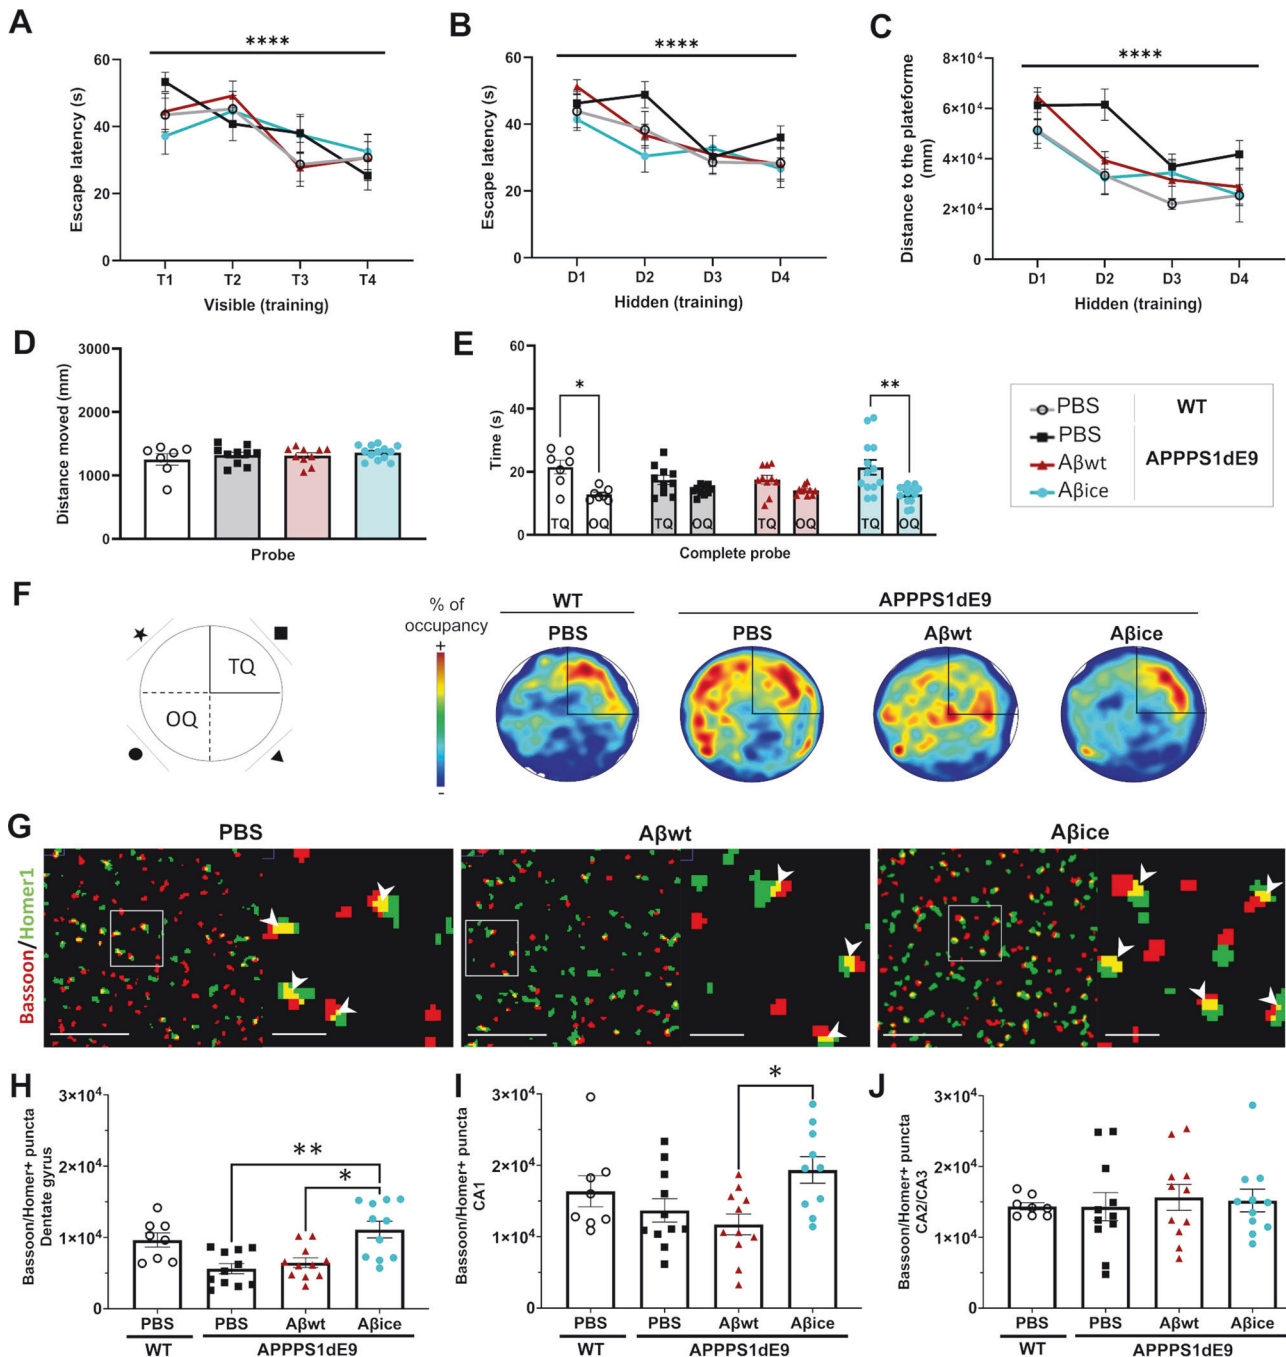 A
****
Escape latency (s)
60
40
20
0
T1 T2 T3 T4
Visible (training)
B
****
Escape latency (s)
60
40
20
0
D1 D2 D3 D4
Hidden (training)
C
****
Distance to the plateforme
(mm)
8×10⁴
6×10⁴
4×10⁴
2×10⁴
0
D1 D2 D3 D4
Hidden (training)
D
Distance moved (mm)
3000
2000
1000
0
Probe
E
Time (s)
60
40
20
0
*
**
TQ OQ TQ OQ TQ OQ TQ OQ
Complete probe
PBS WT
PBS
Aβwt APPPS1dE9
Aβice
F
TQ
OQ
% of
occupancy
+
-
WT APPPS1dE9
PBS PBS Aβwt Aβice
G
PBS Aβwt Aβice
Bassoon/Homer1
H
Bassoon/Homer+ puncta
Dentate gyrus
3×10⁴
2×10⁴
1×10⁴
0
**
*
PBS PBS Aβwt Aβice
WT APPPS1dE9
I
Bassoon/Homer+ puncta
CA1
3×10⁴
2×10⁴
1×10⁴
0
*
PBS PBS Aβwt Aβice
WT APPPS1dE9
J
Bassoon/Homer+ puncta
CA2/CA3
3×10⁴
2×10⁴
1×10⁴
0
PBS PBS Aβwt Aβice
WT APPPS1dE9